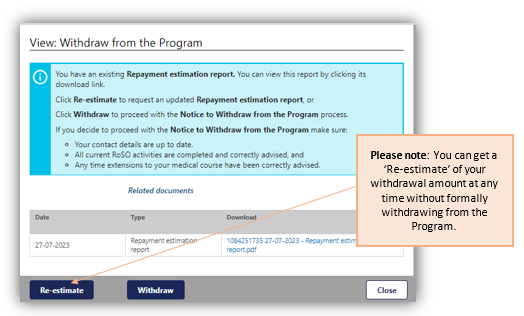 View: Withdraw from the Program
You have an existing Repayment estimation report. You can view this report by clicking its
download link.
Click Re-estimate to request an updated Repayment estimation report, or
Click Withdraw to proceed with the Notice to Withdraw from the Program process.
If you decide to proceed with the Notice to Withdraw from the Program make sure:
Your contact details are up to date.
All current RoSO activities are completed and correctly advised, and
Any time extensions to your medical course have been correctly advised.
Please note: You can get a
'Re-estimate' of your
withdrawal amount at any
time without formally
withdrawing from the
Program.
Related documents
Date Type Download
27-07-2023 Repayment estimation
report 1084251735 27-07-2023 - Repayment
report.pdf
Re-estimate Withdraw Close